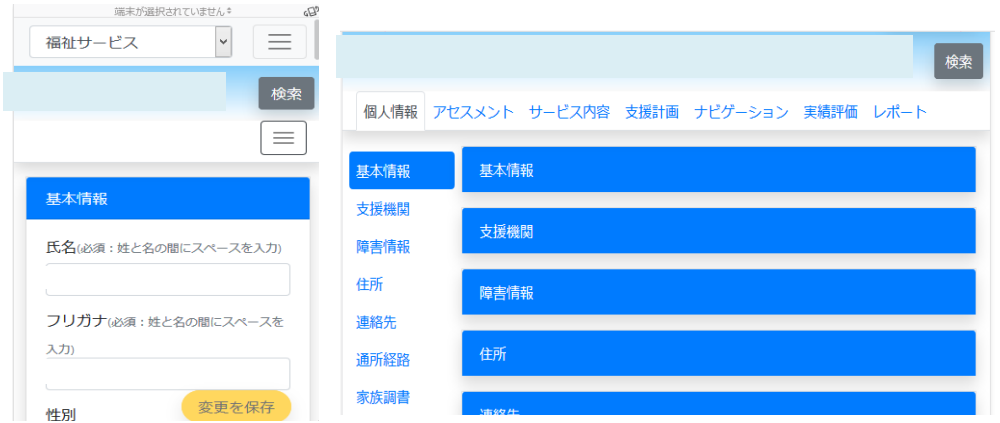 端末が選択されていません
福祉サービス
検索
基本情報
氏名(必須：姓と名の間にスペースを入力)
フリガナ(必須：姓と名の間にスペースを
入力)
変更を保存
性別
検索
個人情報 アセスメント サービス内容 支援計画 ナビゲーション 実績評価 レポート
基本情報
支援機関
障害情報
住所
連絡先
通所経路
家族調書
基本情報
支援機関
障害情報
住所
連絡先